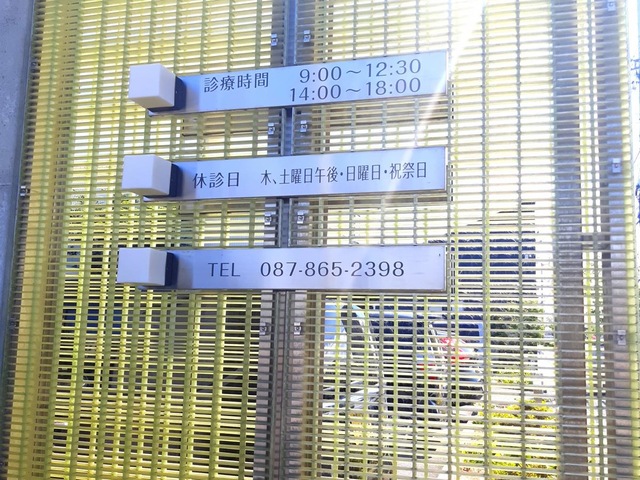 診療時間 9:00～12:30
14:00～18:00
休診日 木、土曜日午後・日曜日・祝祭日
TEL 087-865-2398